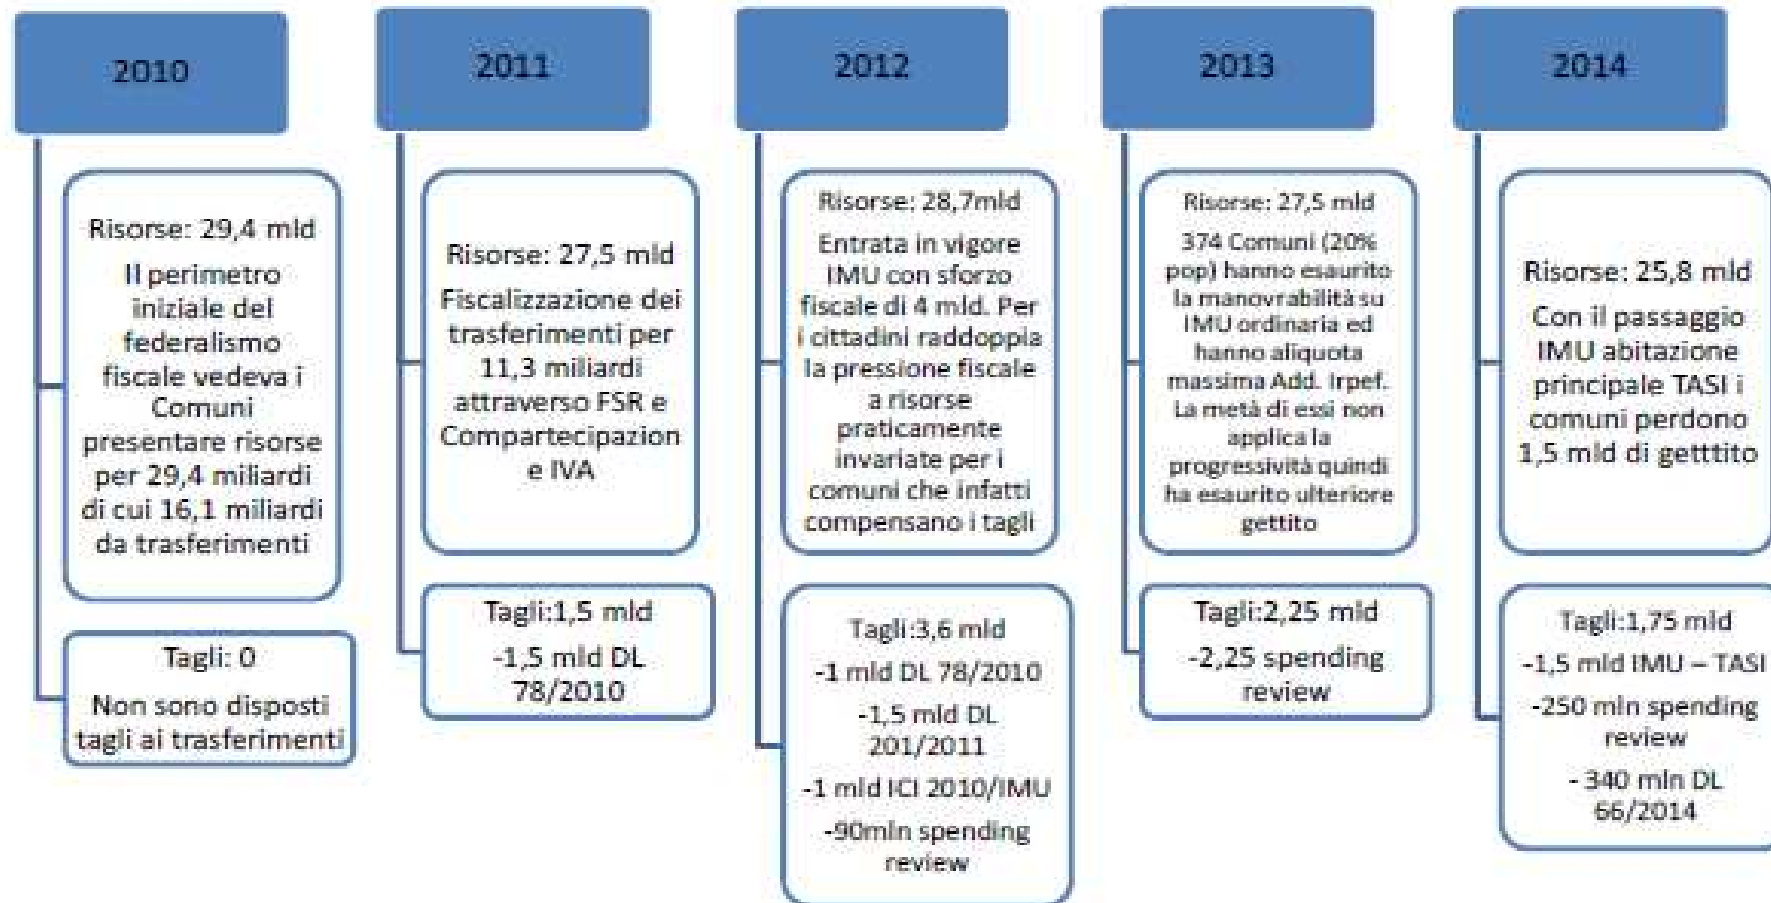 2010
Risorse: 29,4 mld
Il perimetro
iniziale del
federalismo
fiscale vedeva i
Comuni
presentare risorse
per 29,4 miliardi
di cui 16,1 miliardi
da trasferimenti
Tagli: 0
Non sono disposti
tagli ai trasferimenti
2011
Risorse: 27,5 mld
Fiscalizzazione dei
trasferimenti per
11,3 miliardi
attraverso FSR e
Compartecipazion
e IVA
Tagli:1,5 mld
-1,5 mld DL
78/2010
2012
Risorse: 28,7mld
Entrata in vigore
IMU con sforzo
fiscale di 4 mld. Per
i cittadini raddoppia
la pressione fiscale
a risorse
praticamente
invariate per i
comuni che infatti
compensano i tagli
Tagli:3,6 mld
-1 mld DL 78/2010
-1,5 mld DL
201/2011
-1 mld ICI 2010/IMU
-90mln spending
review
2013
Risorse: 27,5 mld
374 Comuni (20%
pop) hanno esaurito
la manovrabilità su
IMU ordinaria ed
hanno aliquota
massima Add. Irpef.
La metà di essi non
applica la
progressività quindi
ha esaurito ulteriore
gettito
Tagli:2,25 mld
-2,25 spending
review
2014
Risorse: 25,8 mld
Con il passaggio
IMU abitazione
principale TASI i
comuni perdono
1,5 mld di getttito
Tagli:1,75 mld
-1,5 mld IMU – TASI
-250 mln spending
review
- 340 mln DL
66/2014